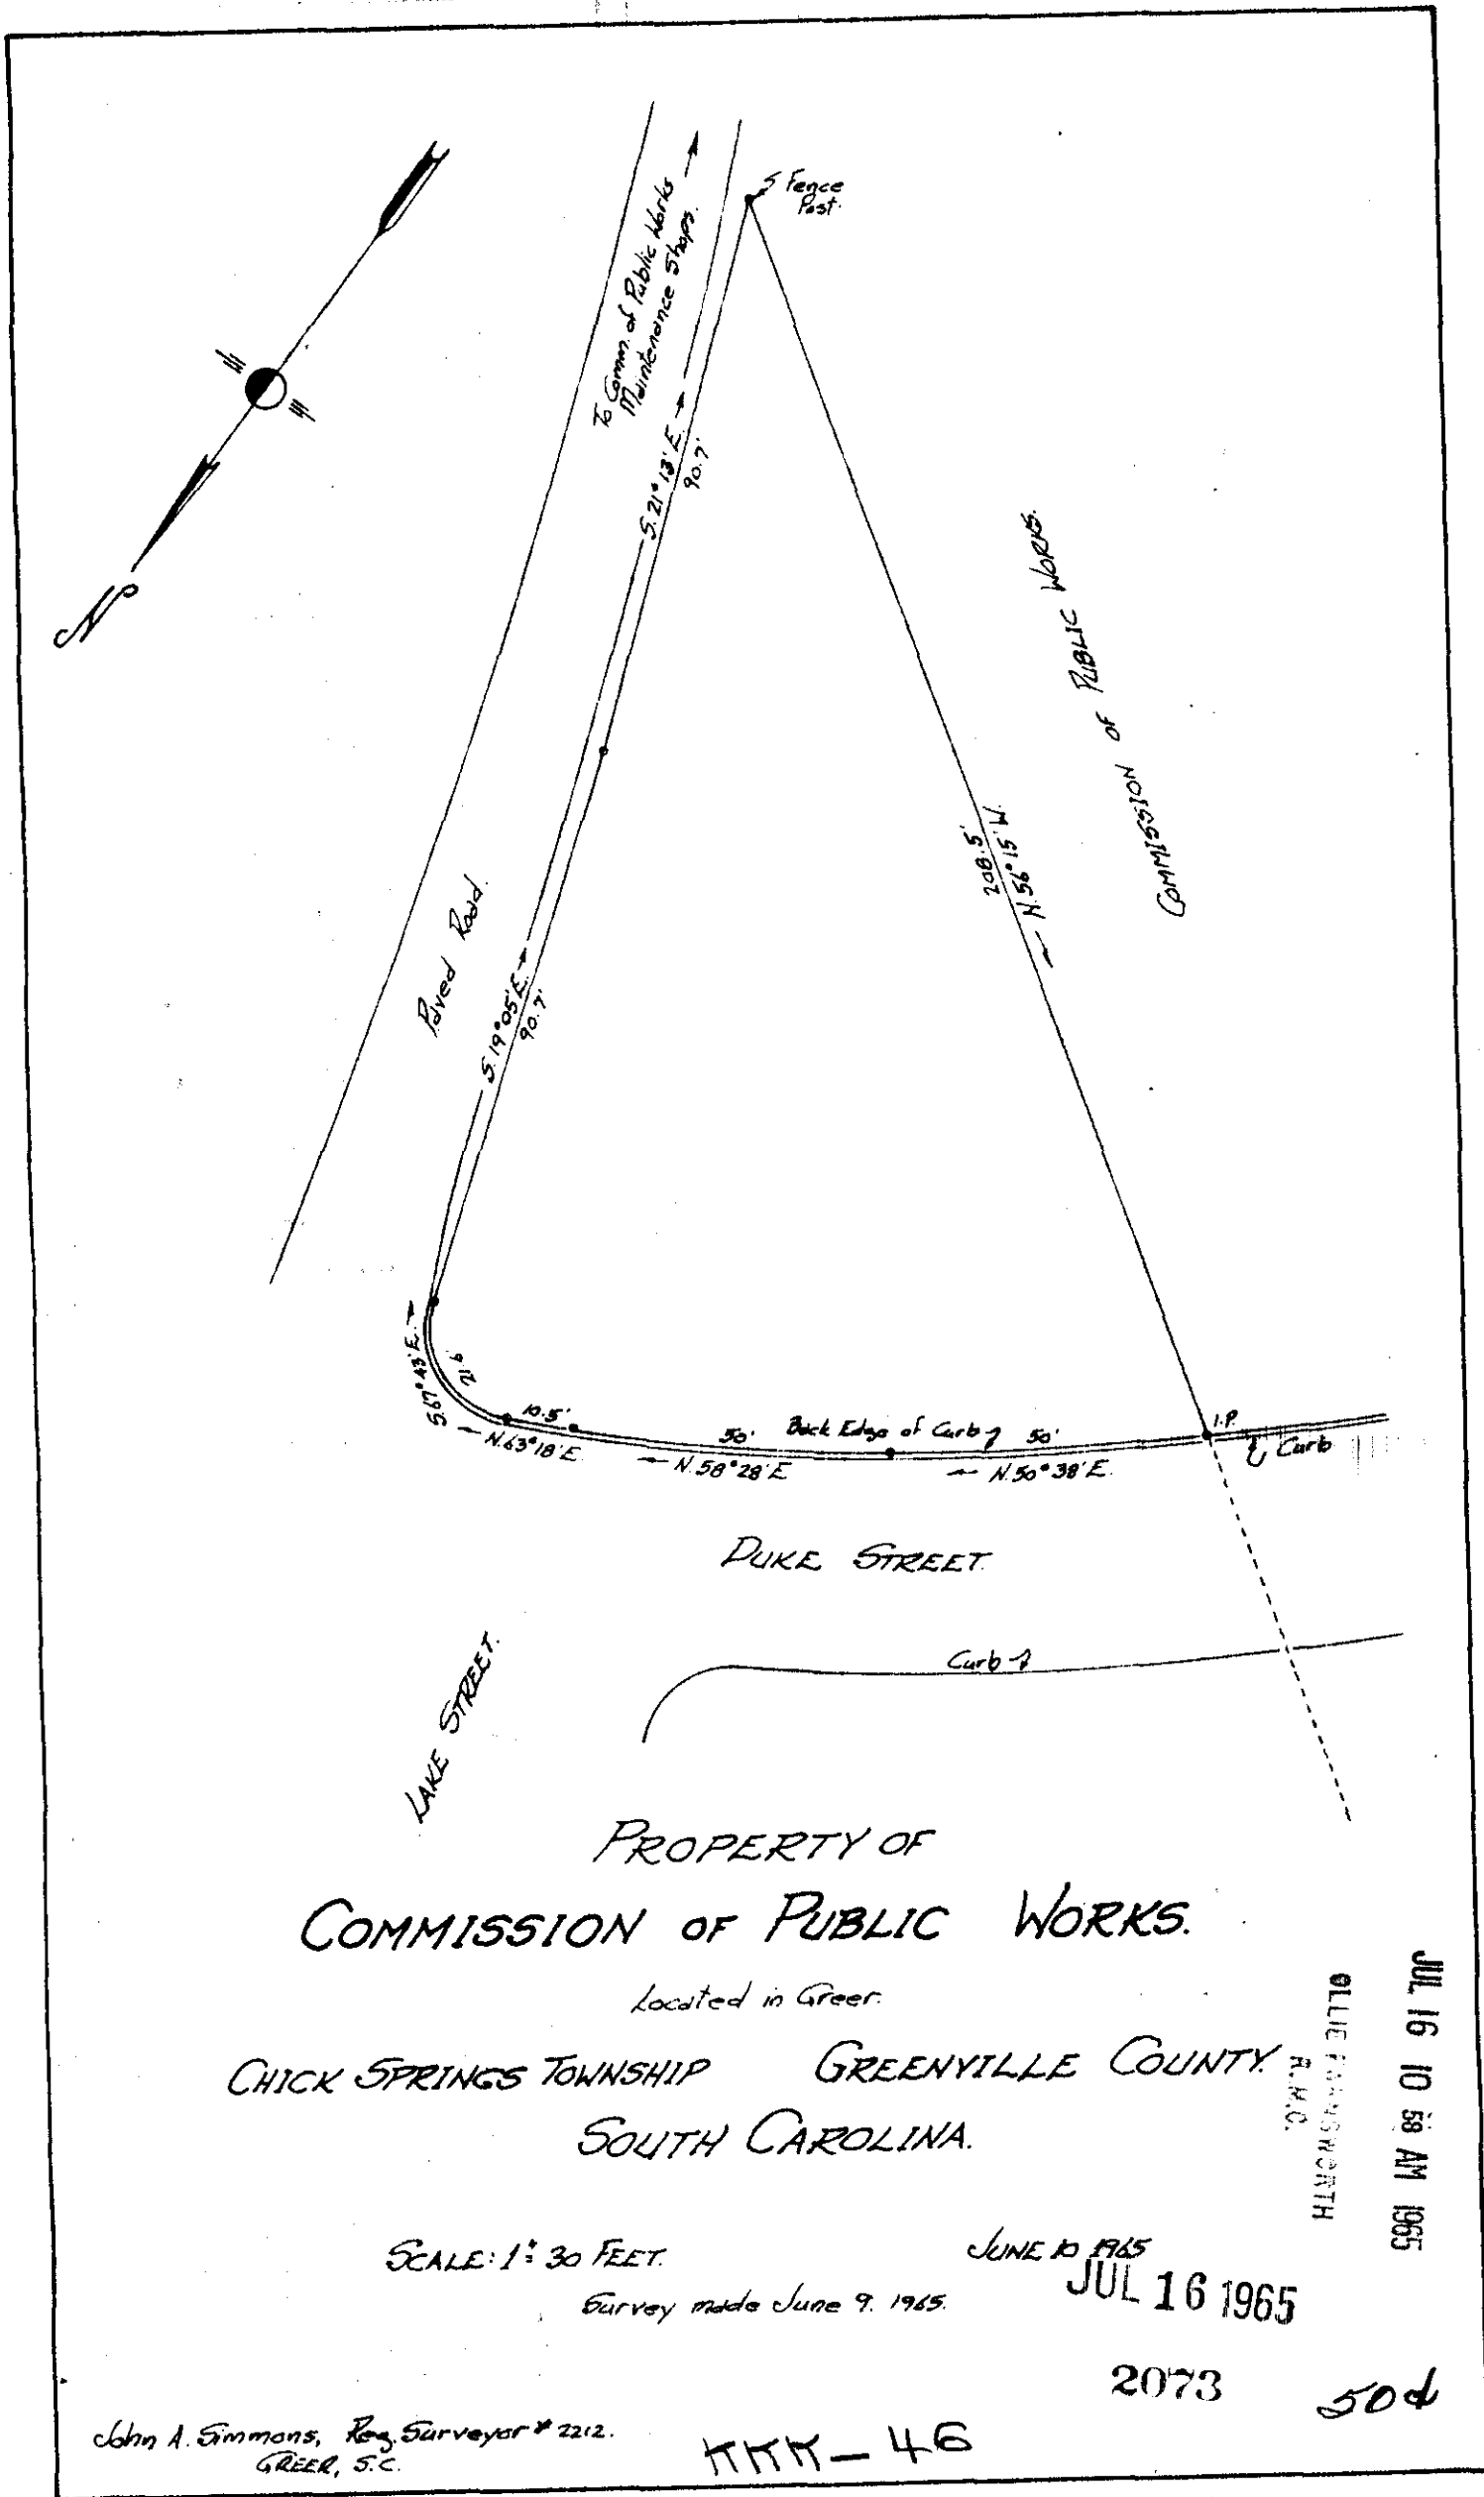 N
S Fence
Post.
To Comm. of Public Works
Maintenance Shops.
S.21°13'E.
90.7'
Paved Road.
S.19°05'E.
90.7'
COMMISSION OF PUBLIC WORKS.
208.5'
N.56°15'W.
S.67°43'E.
21.6
10.5'
N.63°18'E.
50'
N.58°28'E
Back Edge of Curb
50'
N.50°38'E.
I.P.
Curb
DUKE STREET.
Curb
LAKE STREET.
PROPERTY OF
COMMISSION OF PUBLIC WORKS.
Located in Greer.
CHICK SPRINGS TOWNSHIP GREENVILLE COUNTY.
SOUTH CAROLINA.
SCALE: 1"= 30 FEET.
JUNE 10 1965
Survey made June 9. 1965.
JUL 16 1965
JUL 16 10 58 AM 1965
OLLIE FARNSWORTH
R.M.C.
2073
50¢
John A. Simmons, Reg. Surveyor # 2212.
GREER, S.C.
KKK - 46